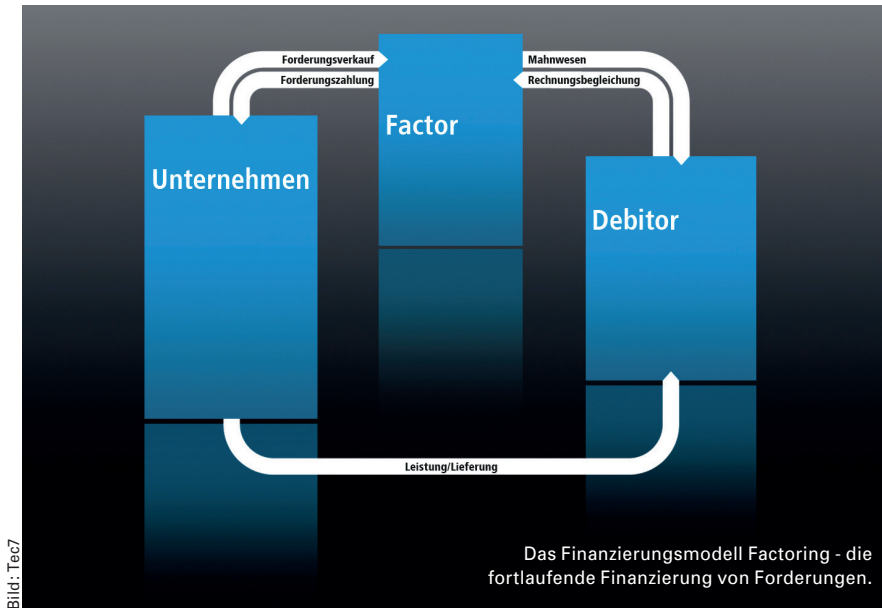 Forderungsverkauf
Forderungszahlung
Mahnwesen
Rechnungsbegleichung
Factor
Unternehmen
Debitor
Leistung/Lieferung
Das Finanzierungsmodell Factoring - die
fortlaufende Finanzierung von Forderungen.
Bild: Tec7